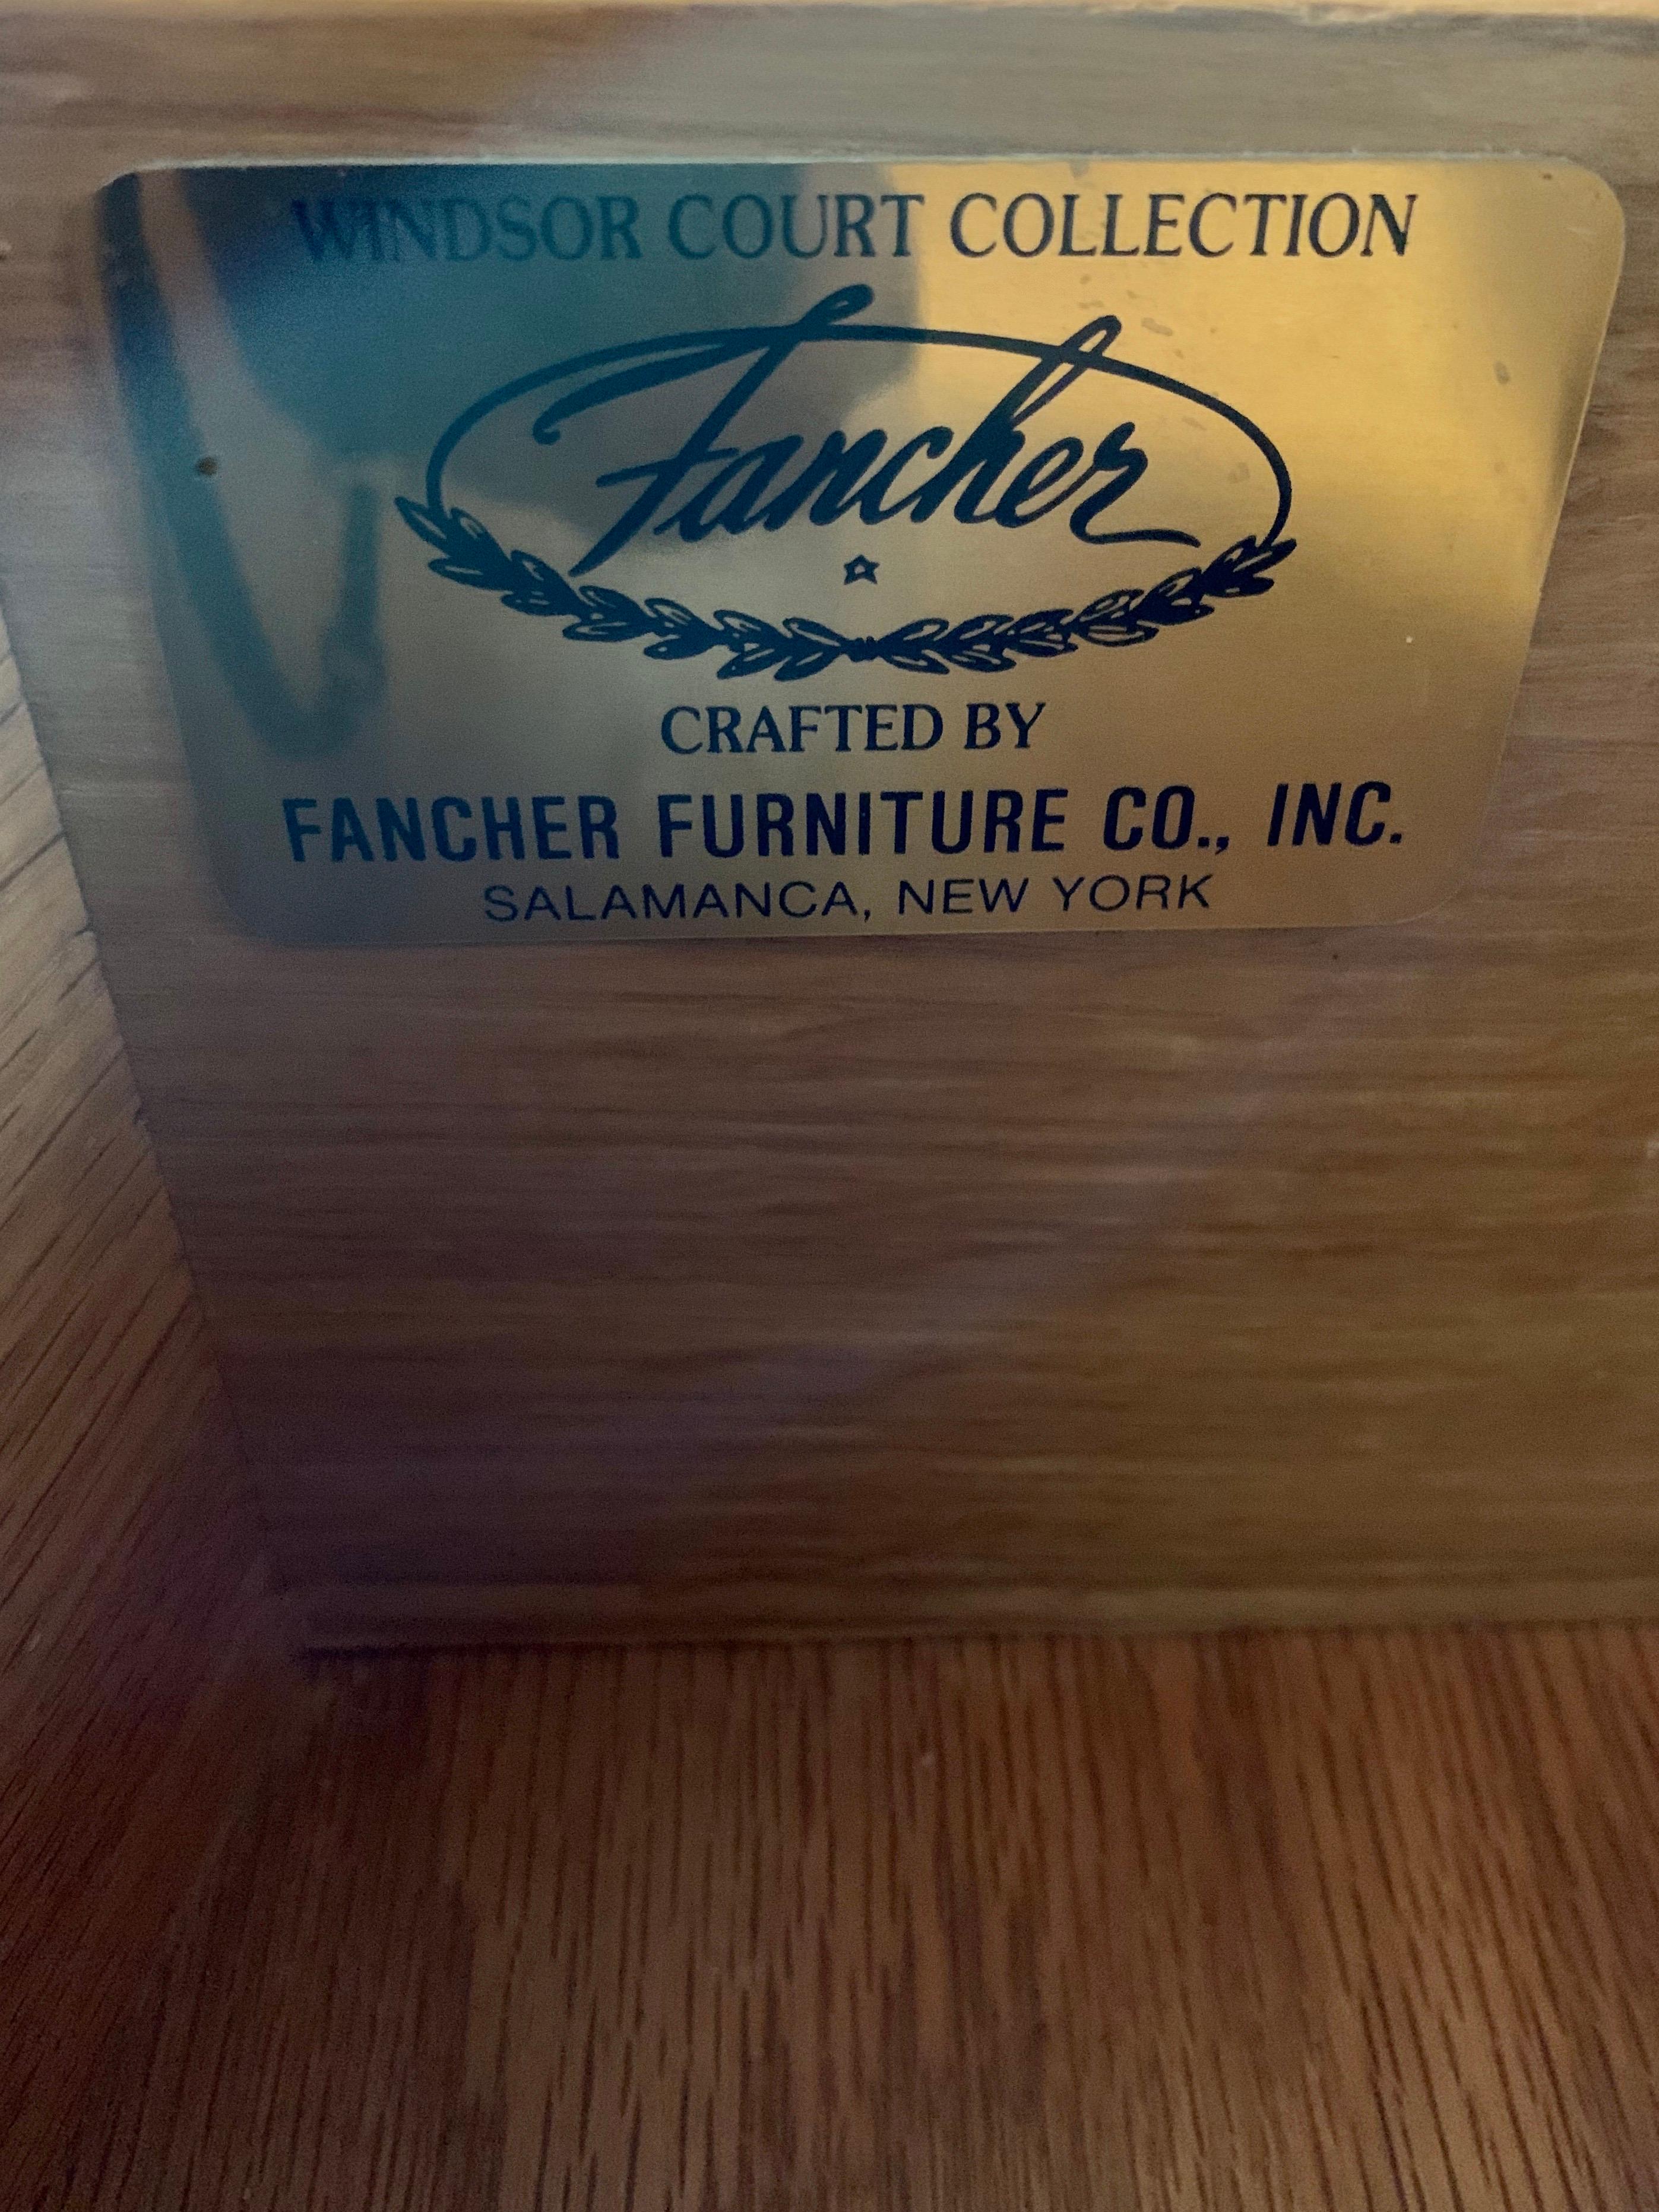 WINDSOR COURT COLLECTION
Fancher
CRAFTED BY
FANCHER FURNITURE CO., INC.
SALAMANCA, NEW YORK